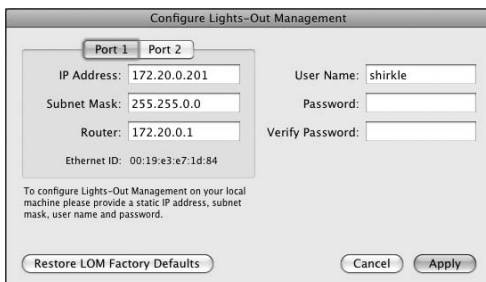 Configure Lights-Out Management
Port 1 Port 2
IP Address: 172.20.0.201
Subnet Mask: 255.255.0.0
Router: 172.20.0.1
Ethernet ID: 00:19:e3:e7:1d:84
User Name: shirkle
Password:
Verify Password:
To configure Lights-Out Management on your local
machine please provide a static IP address, subnet
mask, user name and password.
Restore LOM Factory Defaults Cancel Apply